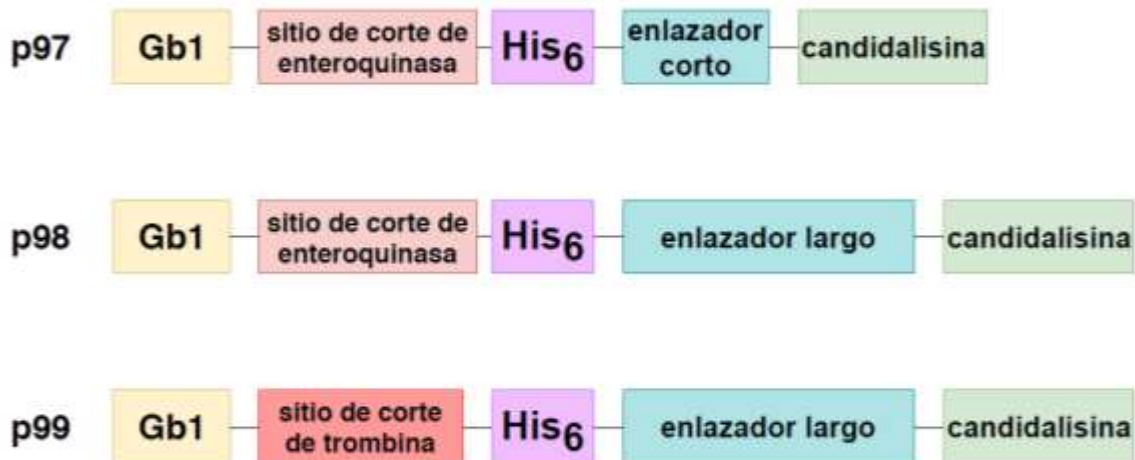 p97 Gb1 sitio de corte de enteroquinasa His6 enlazador corto candidalisina
p98 Gb1 sitio de corte de enteroquinasa His6 enlazador largo candidalisina
p99 Gb1 sitio de corte de trombina His6 enlazador largo candidalisina